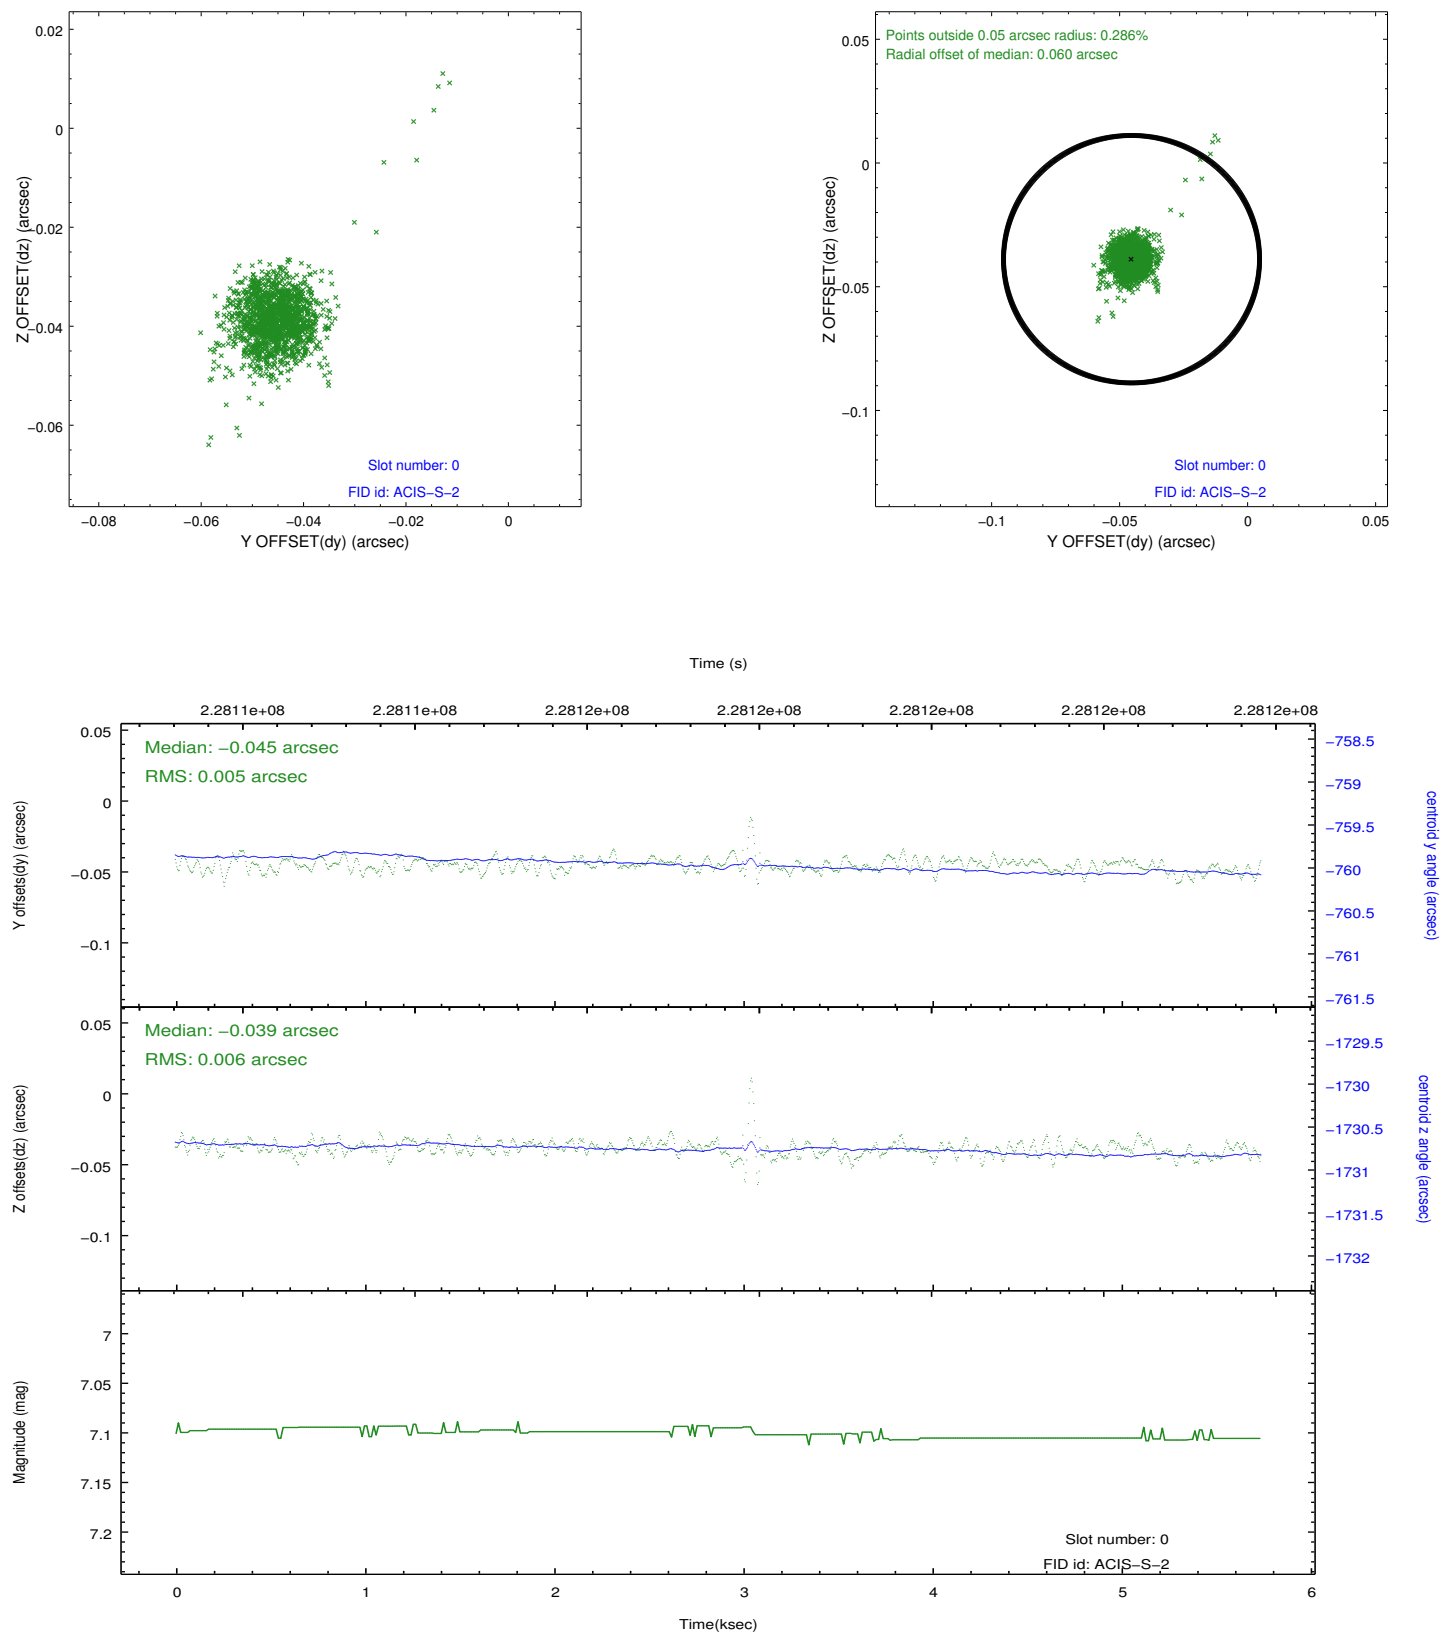 0.02
0
−0.02
−0.04
−0.06
Z OFFSET(dz) (arcsec)
Slot number: 0
FID id: ACIS−S−2
−0.08
−0.06
−0.04
−0.02
0
Y OFFSET(dy) (arcsec)
Points outside 0.05 arcsec radius: 0.286%
Radial offset of median: 0.060 arcsec
0.05
0
−0.05
−0.1
Z OFFSET(dz) (arcsec)
Slot number: 0
FID id: ACIS−S−2
−0.1
−0.05
0
0.05
Y OFFSET(dy) (arcsec)
Time (s)
2.2811e+08
2.2811e+08
2.2812e+08
2.2812e+08
2.2812e+08
2.2812e+08
2.2812e+08
Median: −0.045 arcsec
RMS: 0.005 arcsec
0.05
0
−0.05
−0.1
Y offsets(dy) (arcsec)
−758.5
−759
−759.5
−760
−760.5
−761
−761.5
centroid y angle (arcsec)
Median: −0.039 arcsec
RMS: 0.006 arcsec
0.05
0
−0.05
−0.1
Z offsets(dz) (arcsec)
−1729.5
−1730
−1730.5
−1731
−1731.5
−1732
centroid z angle (arcsec)
7
7.05
7.1
7.15
7.2
Magnitude (mag)
Slot number: 0
FID id: ACIS−S−2
0
1
2
3
4
5
6
Time(ksec)